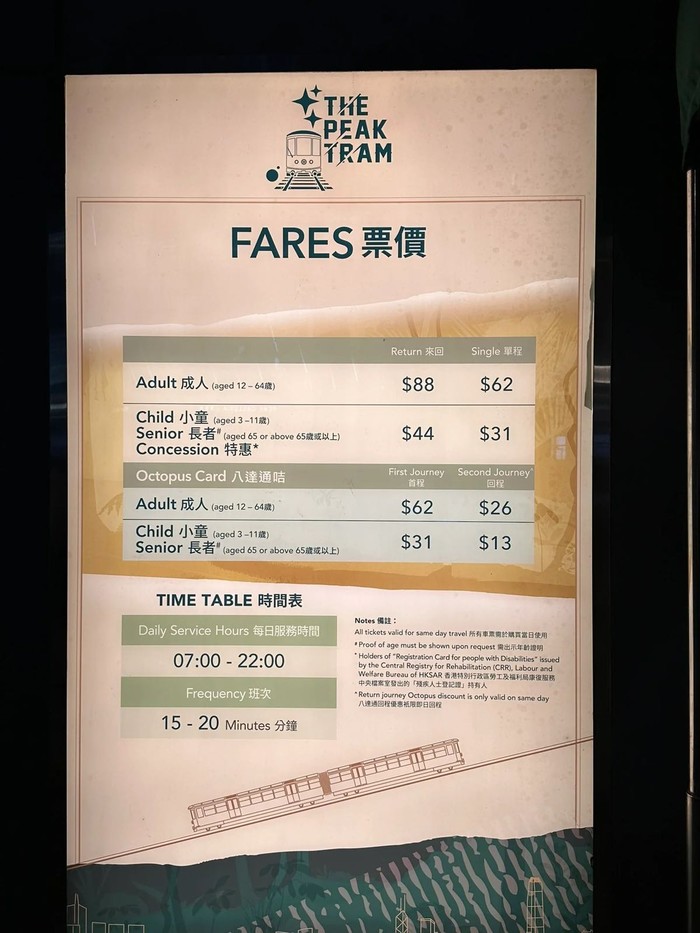 THE
PEAK
TRAM
FARES 票價
Return 來回 Single 單程
Adult 成人 (aged 12 – 64歲) $88 $62
Child 小童 (aged 3 –11歲)
Senior 長者# (aged 65 or above 65歲或以上) $44 $31
Concession 特惠*
Octopus Card 八達通咭 First Journey 首程 Second Journey^ 回程
Adult 成人 (aged 12 – 64歲) $62 $26
Child 小童 (aged 3 –11歲) $31 $13
Senior 長者# (aged 65 or above 65歲或以上)
TIME TABLE 時間表
Daily Service Hours 每日服務時間
07:00 - 22:00
Frequency 班次
15 - 20 Minutes 分鐘
Notes 備註：
All tickets valid for same day travel 所有車票需於購買當日使用
# Proof of age must be shown upon request 需出示年齡證明
* Holders of "Registration Card for people with Disabilities" issued
by the Central Registry for Rehabilitation (CRR), Labour and
Welfare Bureau of HKSAR 香港特別行政區勞工及福利局康復服務
中央檔案室發出的「殘疾人士登記證」持有人
^ Return journey Octopus discount is only valid on same day
八達通回程優惠祇限即日回程